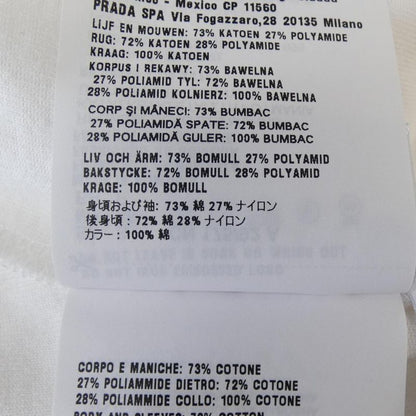 Mexico CP 11560
PRADA SPA Via Fogazzaro,28 20135 Milano
LIJF EN MOUWEN: 73% KATOEN 27% POLYAMIDE
RUG: 72% KATOEN 28% POLYAMIDE
KRAAG: 100% KATOEN
KORPUS I REKAWY: 73% BAWELNA
27% POLIAMID TYL: 72% BAWELNA
28% POLIAMID KOLNIERZ: 100% BAWELNA
CORP ŞI MÂNECI: 73% BUMBAC
27% POLIAMIDĂ SPATE: 72% BUMBAC
28% POLIAMIDĂ GULER: 100% BUMBAC
LIV OCH ÄRM: 73% BOMULL 27% POLYAMID
BAKSTYCKE: 72% BOMULL 28% POLYAMID
KRAGE: 100% BOMULL
身頃および袖: 73% 綿 27% ナイロン
後身頃: 72% 綿 28% ナイロン
カラー: 100% 綿
CORPO E MANICHE: 73% COTONE
27% POLIAMMIDE DIETRO: 72% COTONE
28% POLIAMMIDE COLLO: 100% COTONE
BODY AND SLEEVES: 73% COTTON